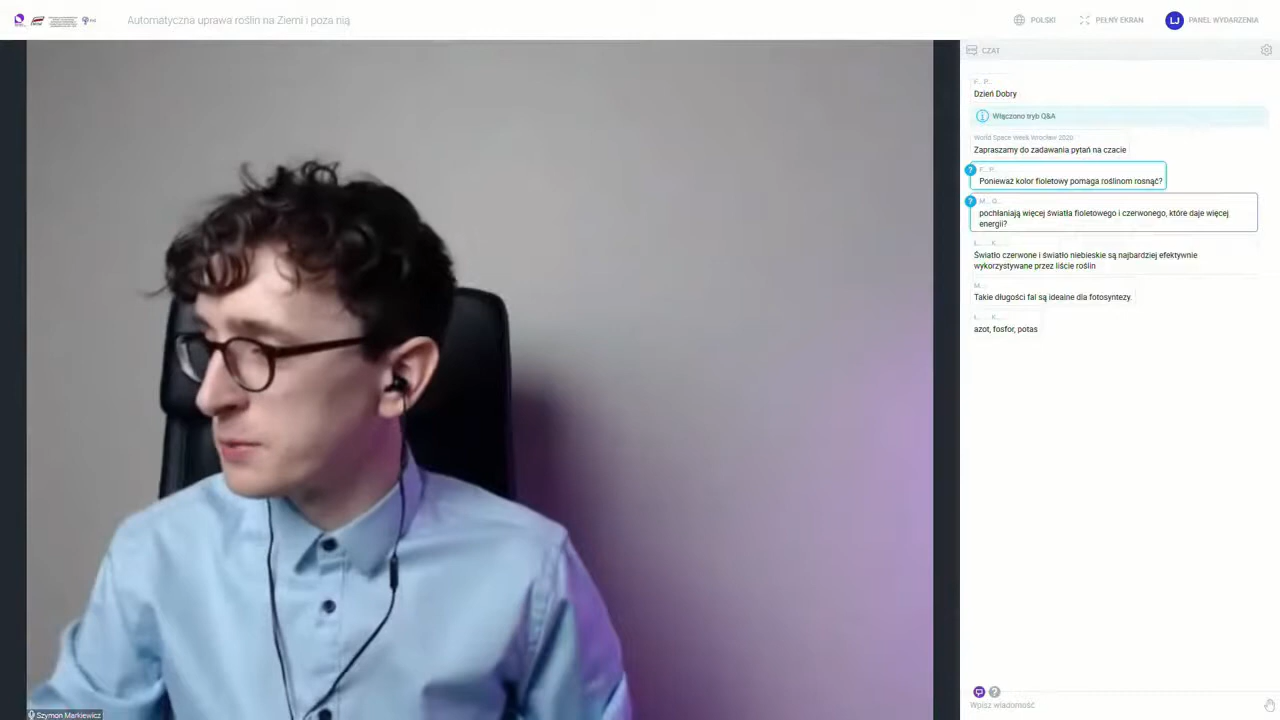 Automatyczna uprawa roślin na Ziemi i poza nią
POLSKI
PEŁNY EKRAN
LJ
PANEL WYDARZENIA
CZAT
F... P...
Dzień Dobry
Włączono tryb Q&A
World Space Week Wrocław 2020
Zapraszamy do zadawania pytań na czacie
F... P...
Ponieważ kolor fioletowy pomaga roślinom rosnąć?
M... G...
pochłaniają więcej światła fioletowego i czerwonego, które daje więcej
energii?
Ł... K...
Światło czerwone i światło niebieskie są najbardziej efektywnie
wykorzystywane przez liście roślin
M...
Takie długości fal są idealne dla fotosyntezy.
Ł... K...
azot, fosfor, potas
Wpisz wiadomość
Szymon Markiewicz